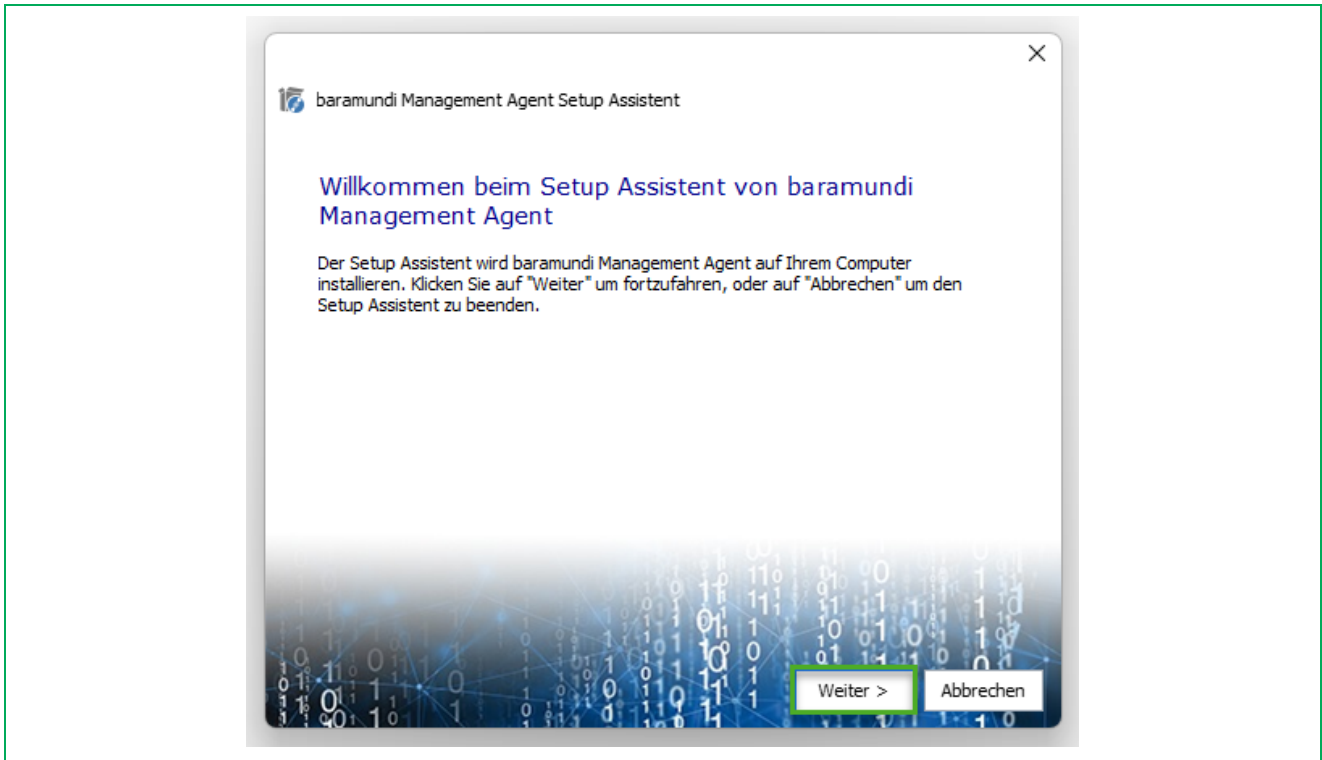 baramundi Management Agent Setup Assistent
Willkommen beim Setup Assistent von baramundi
Management Agent
Der Setup Assistent wird baramundi Management Agent auf Ihrem Computer
installieren. Klicken Sie auf "Weiter" um fortzufahren, oder auf "Abbrechen" um den
Setup Assistent zu beenden.
Weiter >
Abbrechen